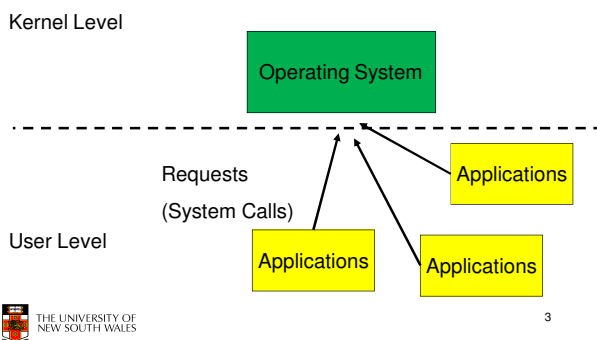 Kernel Level
Operating System
Requests
(System Calls)
Applications
User Level
Applications
Applications
THE UNIVERSITY OF
NEW SOUTH WALES
3